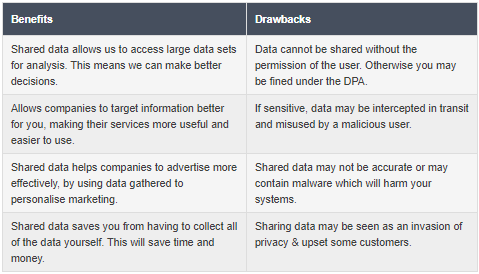 Benefits
Drawbacks
Shared data allows us to access large data sets
for analysis. This means we can make better
decisions.
Data cannot be shared without the
permission of the user. Otherwise you may
be fined under the DPA.
Allows companies to target information better
for you, making their services more useful and
easier to use.
If sensitive, data may be intercepted in transit
and misused by a malicious user.
Shared data helps companies to advertise more
effectively, by using data gathered to
personalise marketing.
Shared data may not be accurate or may
contain malware which will harm your
systems.
Shared data saves you from having to collect all
of the data yourself. This will save time and
money.
Sharing data may be seen as an invasion of
privacy & upset some customers.